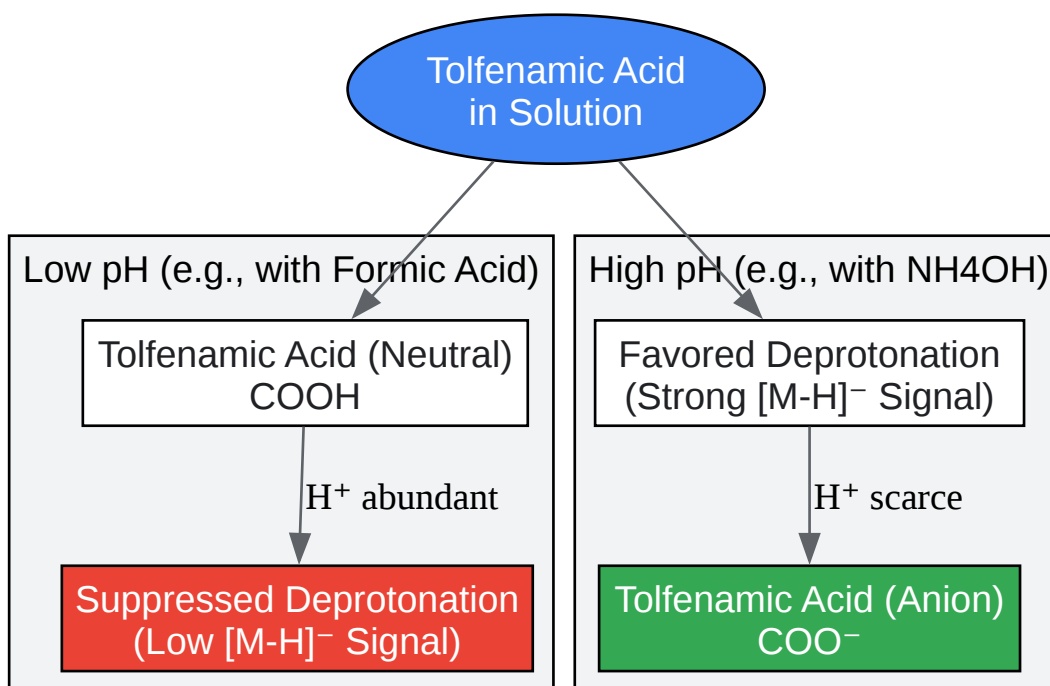 Tolfenamic Acid
in Solution
Low pH (e.g., with Formic Acid)
Tolfenamic Acid (Neutral)
COOH
H⁺ abundant
Suppressed Deprotonation
(Low [M-H]⁻ Signal)
High pH (e.g., with NH4OH)
Favored Deprotonation
(Strong [M-H]⁻ Signal)
H⁺ scarce
Tolfenamic Acid (Anion)
COO⁻